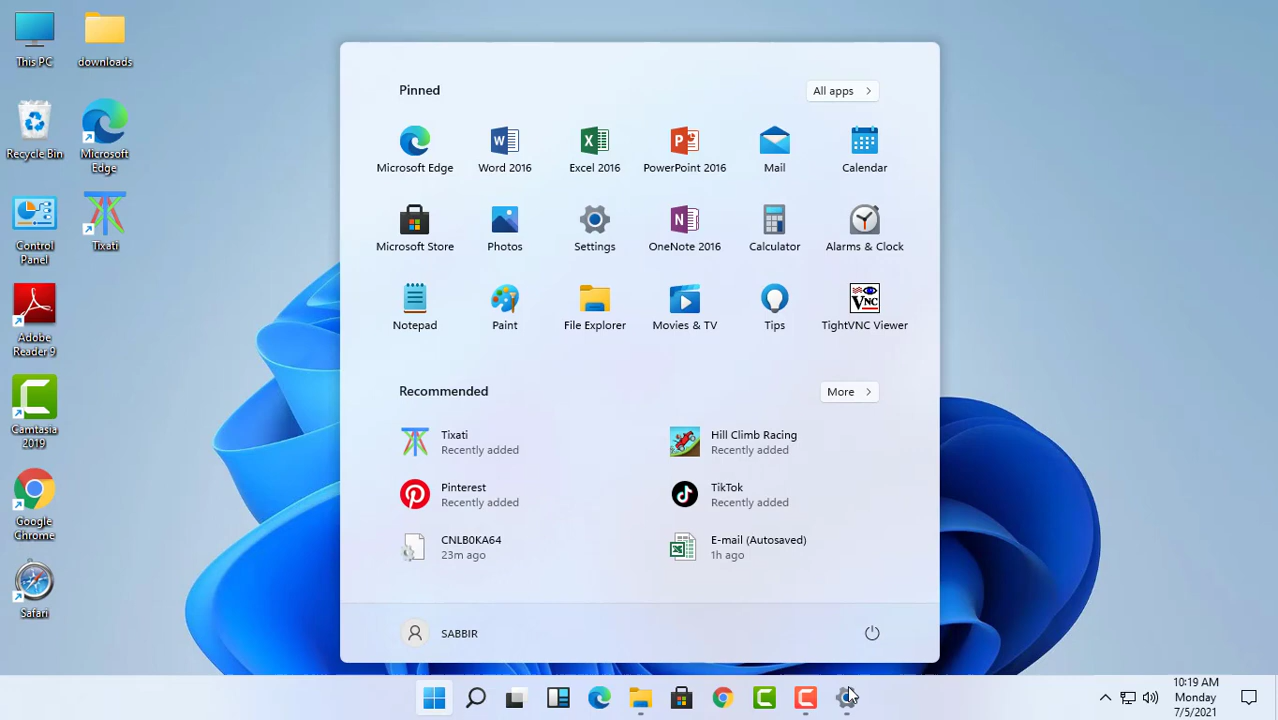 This PC
downloads
Recycle Bin
Microsoft
Edge
Control
Panel
Tixati
Adobe
Reader 9
Camtasia
2019
Google
Chrome
Safari
Pinned
All apps
Microsoft Edge
Word 2016
Excel 2016
PowerPoint 2016
Mail
Calendar
Microsoft Store
Photos
Settings
OneNote 2016
Calculator
Alarms & Clock
Notepad
Paint
File Explorer
Movies & TV
Tips
VNC
TightVNC Viewer
Recommended
More
Tixati
Recently added
Hill Climb Racing
Recently added
Pinterest
Recently added
TikTok
Recently added
CNLB0KA64
23m ago
E-mail (Autosaved)
1h ago
SABBIR
10:19 AM
Monday
7/5/2021